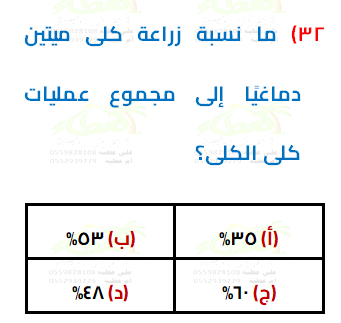 ٣٢) ما نسبة زراعة كلى ميتين
دماغيًا إلى مجموع عمليات
كلى الكلى؟
(أ) ٣٥%
(ب) ٥٣%
(ج) ٦٠%
(د) ٤٨%